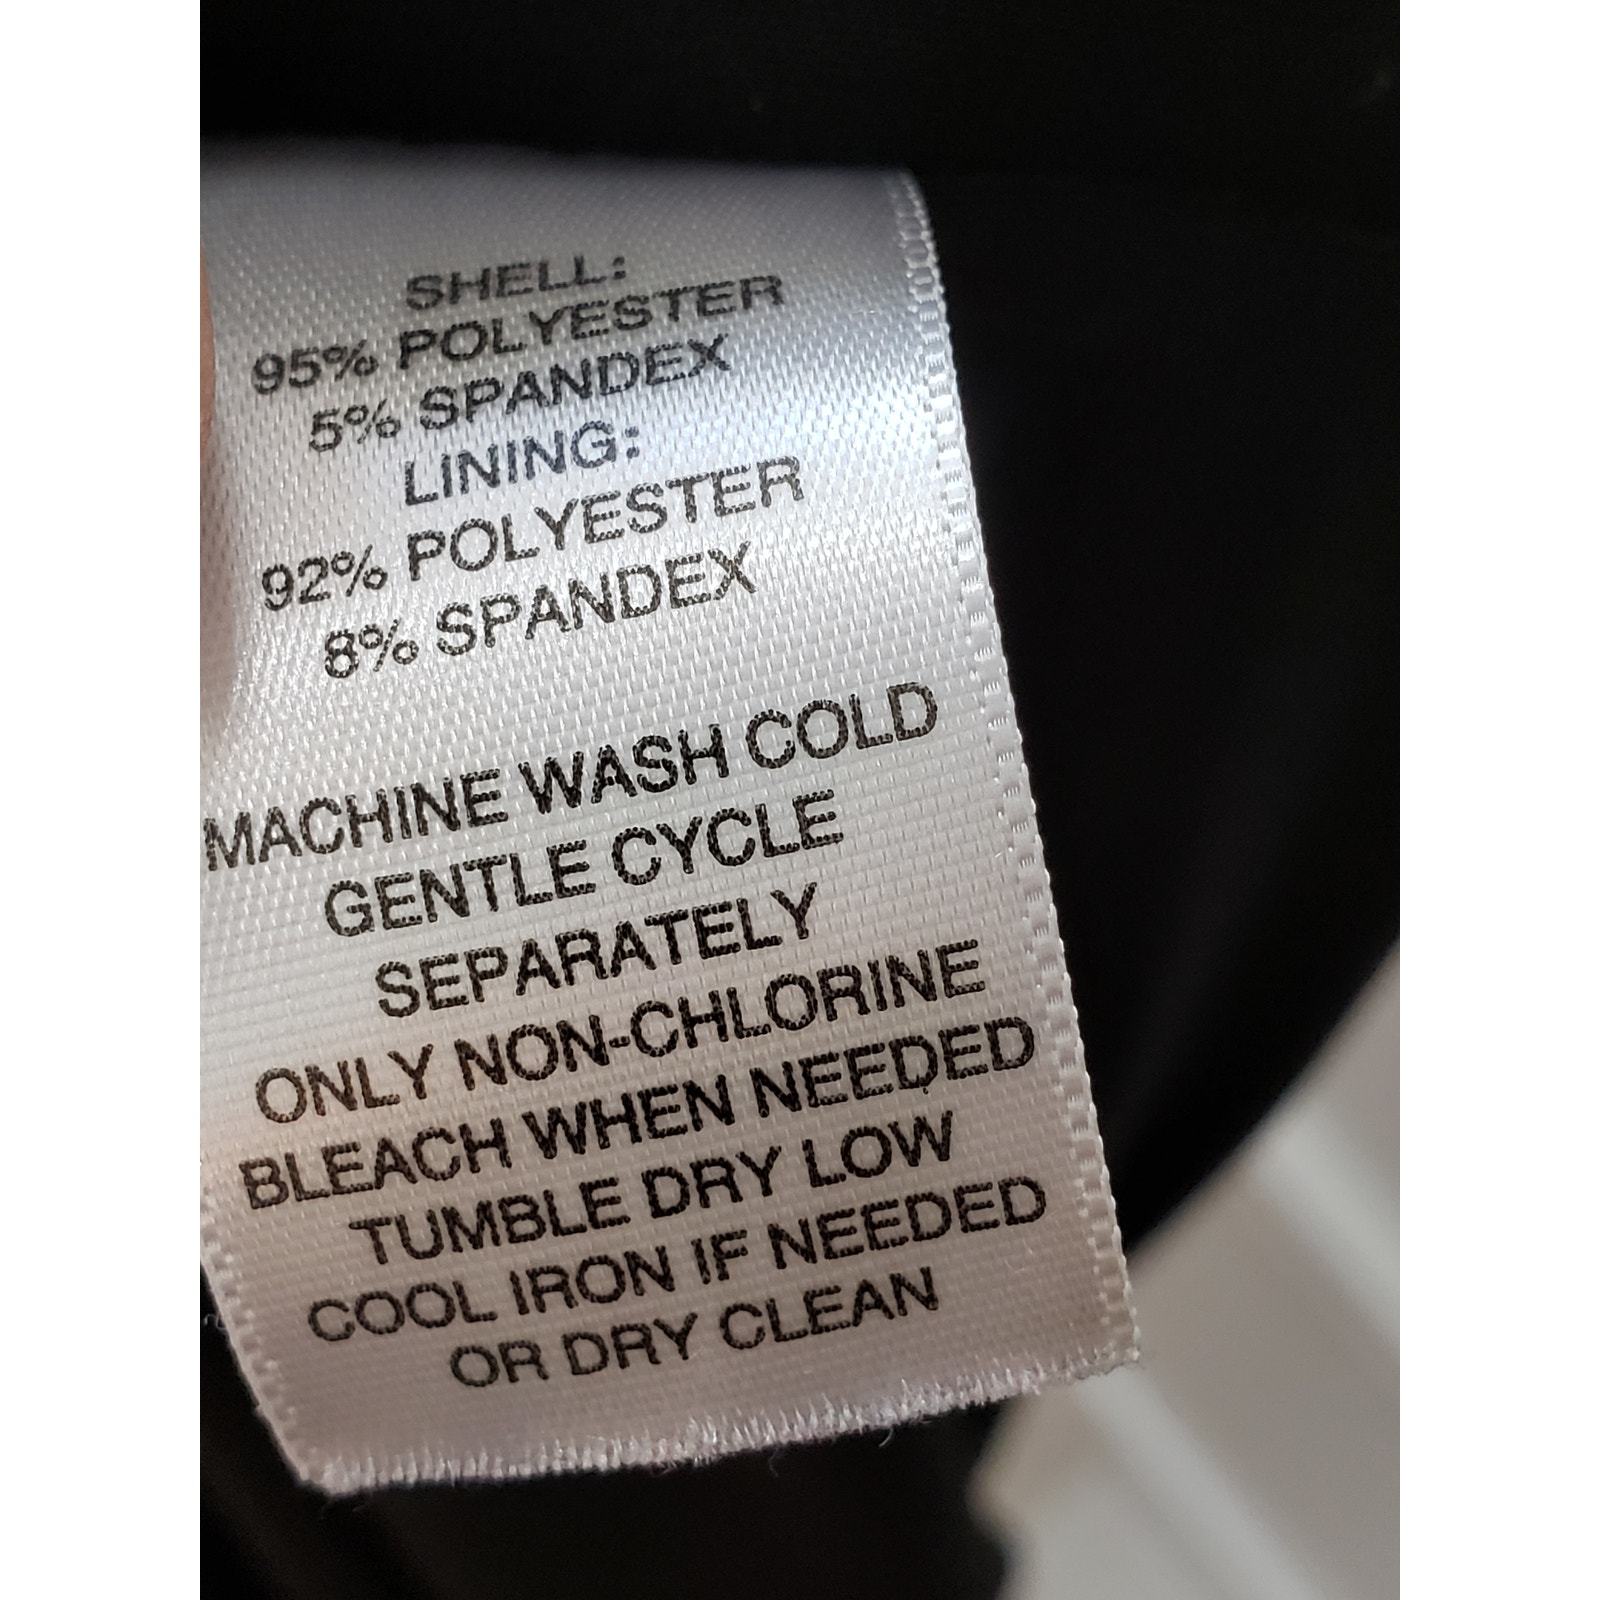 SHELL:
95% POLYESTER
5% SPANDEX
LINING:
92% POLYESTER
8% SPANDEX
MACHINE WASH COLD
GENTLE CYCLE
SEPARATELY
ONLY NON-CHLORINE
BLEACH WHEN NEEDED
TUMBLE DRY LOW
COOL IRON IF NEEDED
OR DRY CLEAN